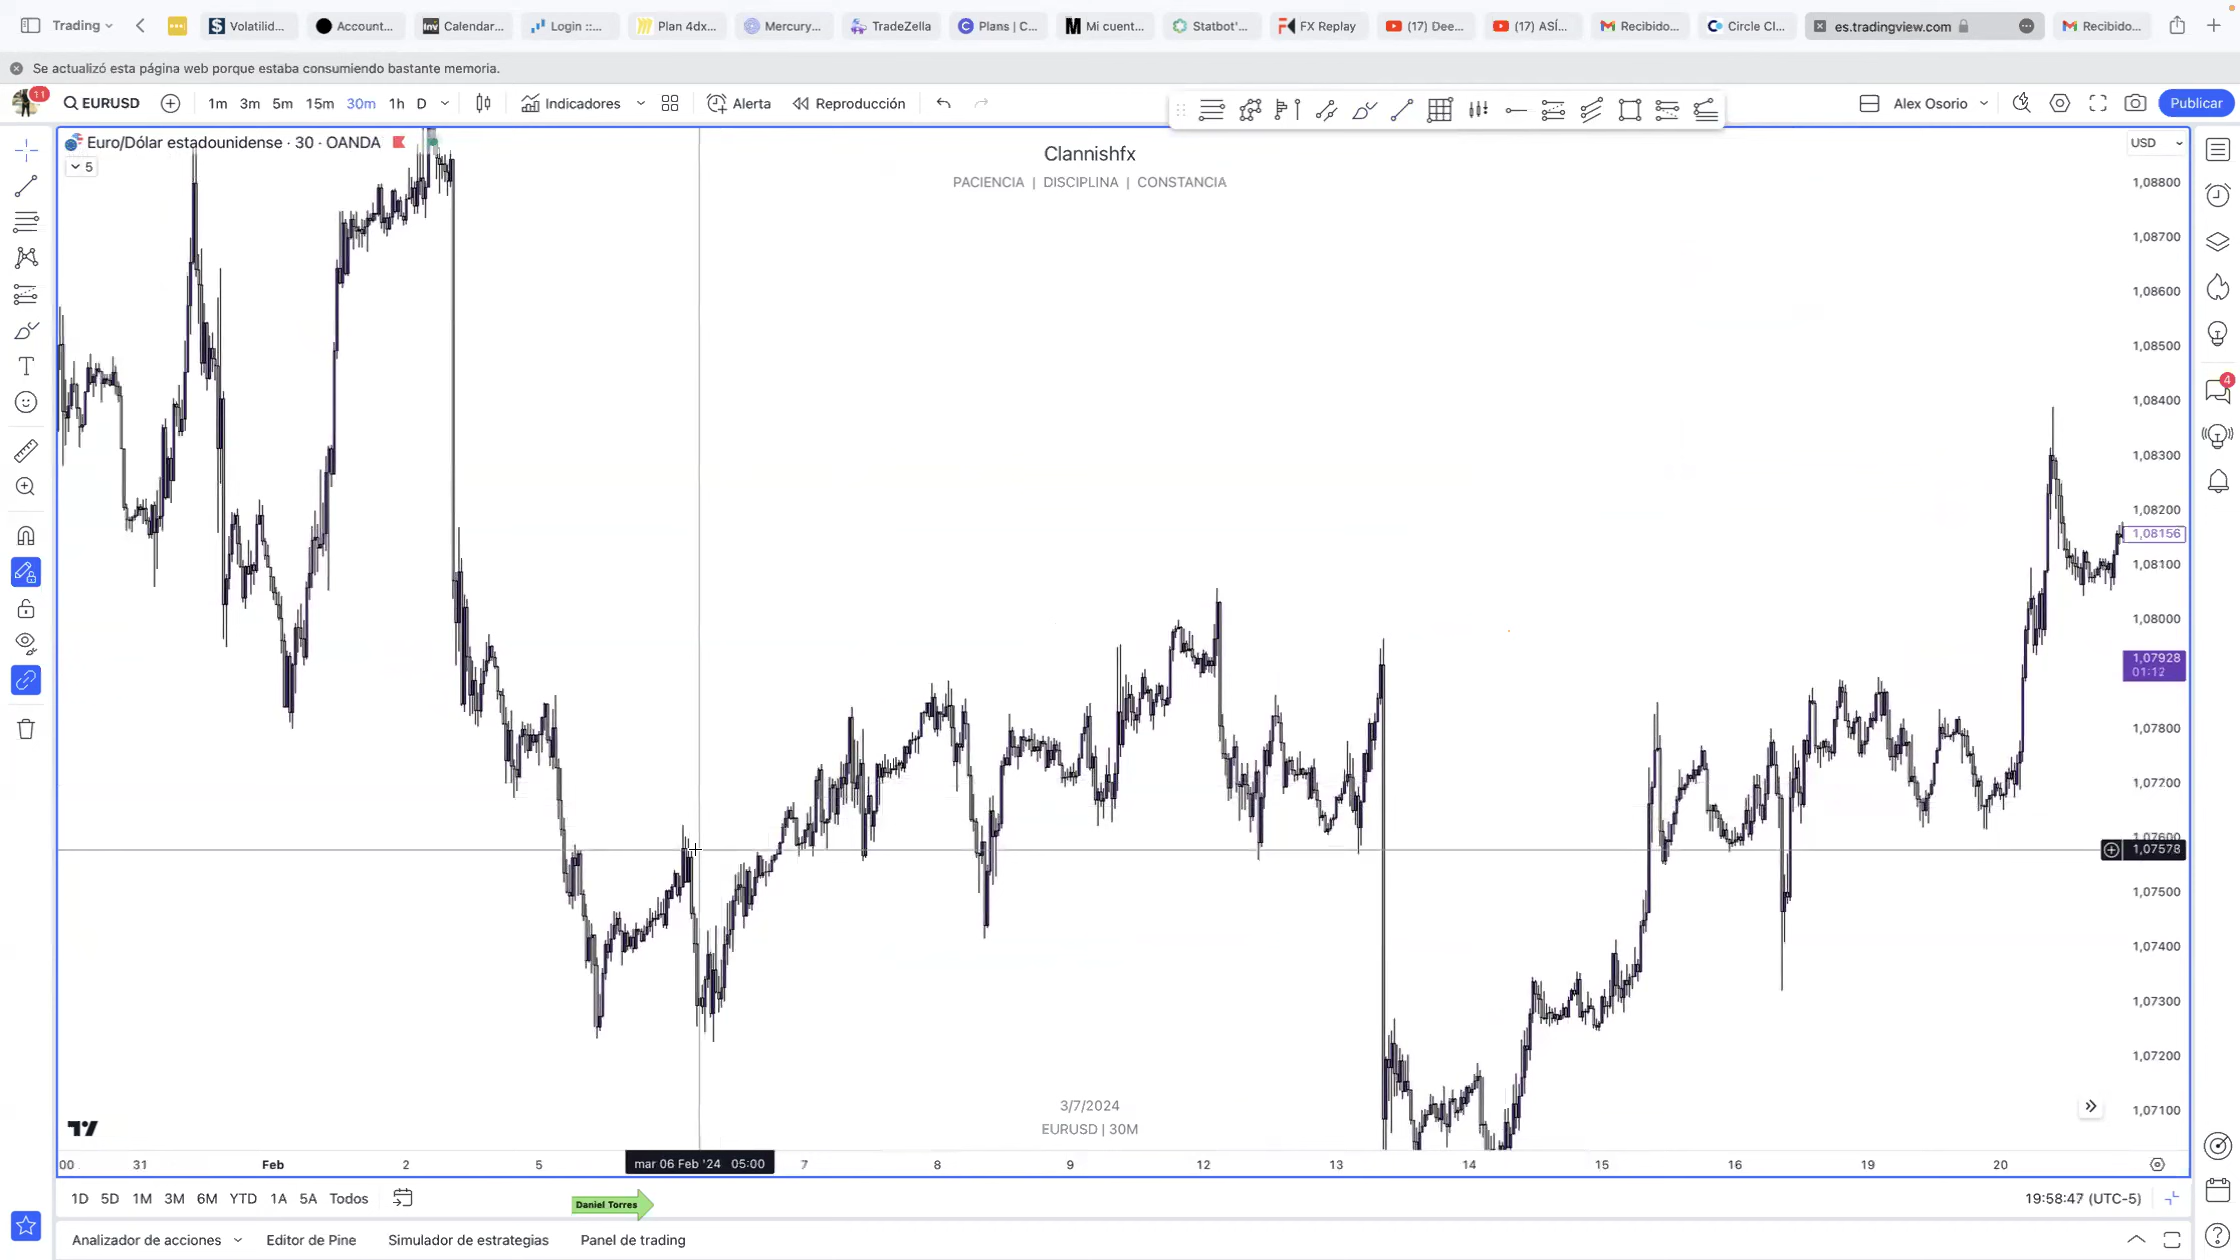 Trading
Volatilid...
Account...
Inv
Calendar...
Login ::...
Plan 4dx...
Mercury...
TradeZella
Plans | C...
Mi cuent...
Statbot'...
FX Replay
(17) Dee...
(17) ASÍ...
Recibido...
Circle Cl...
es.tradingview.com
Recibido...
Se actualizó esta página web porque estaba consumiendo bastante memoria.
11
EURUSD
1m 3m 5m 15m 30m 1h D
Indicadores
Alerta
Reproducción
Alex Osorio
Publicar
Euro/Dólar estadounidense · 30 · OANDA
5
Clannishfx
PACIENCIA | DISCIPLINA | CONSTANCIA
USD
1,08800
1,08700
1,08600
1,08500
1,08400
1,08300
1,08200
1,08156
1,08100
1,08000
1,07928
01:12
1,07800
1,07700
1,07600
1,07578
1,07500
1,07400
1,07300
1,07200
1,07100
4
3/7/2024
EURUSD | 30M
00 31 Feb 2 5 mar 06 Feb '24 05:00 7 8 9 12 13 14 15 16 19 20
1D 5D 1M 3M 6M YTD 1A 5A Todos
Daniel Torres
19:58:47 (UTC-5)
Analizador de acciones
Editor de Pine
Simulador de estrategias
Panel de trading